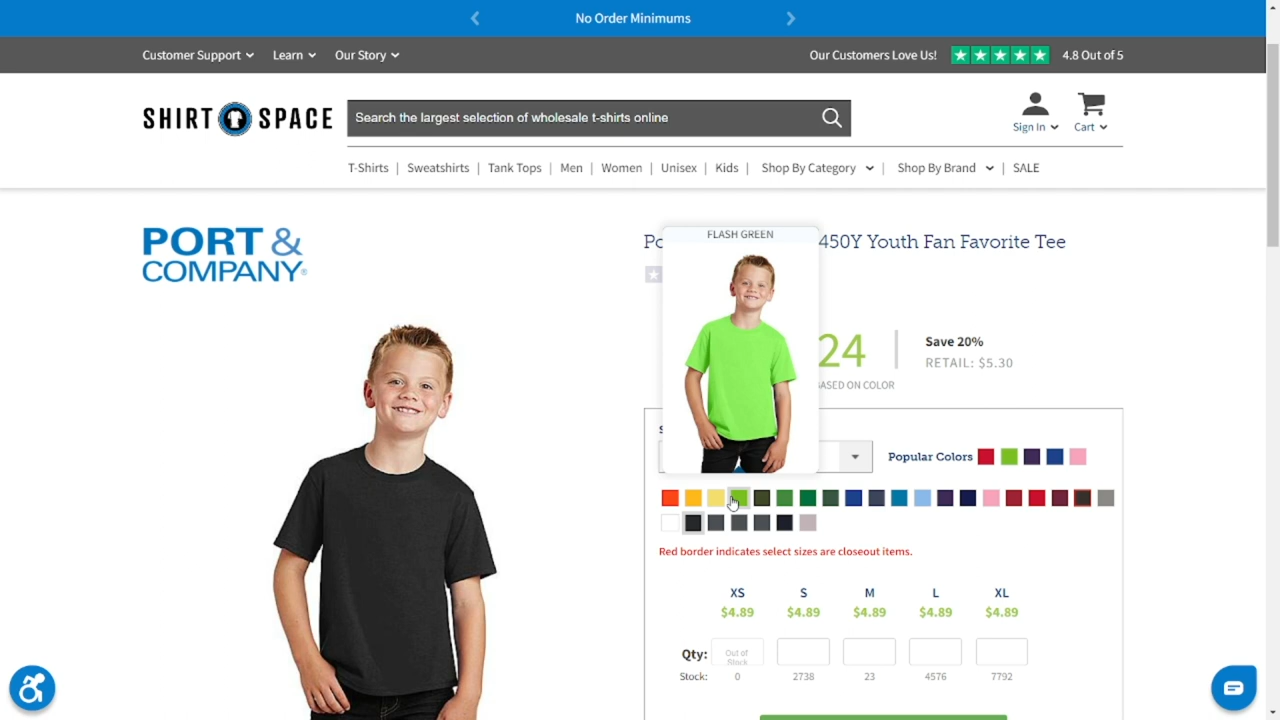 No Order Minimums
Customer Support
Learn
Our Story
Our Customers Love Us!
4.8 Out of 5
SHIRT SPACE
Search the largest selection of wholesale t-shirts online
Sign In
Cart
T-Shirts | Sweatshirts | Tank Tops | Men | Women | Unisex | Kids | Shop By Category | Shop By Brand | SALE
PORT &
COMPANY®
FLASH GREEN
450Y Youth Fan Favorite Tee
24
Save 20%
RETAIL: $5.30
BASED ON COLOR
Popular Colors
Red border indicates select sizes are closeout items.
XS S M L XL
$4.89 $4.89 $4.89 $4.89 $4.89
Qty:
Out of
Stock
Stock: 0 2738 23 4576 7792